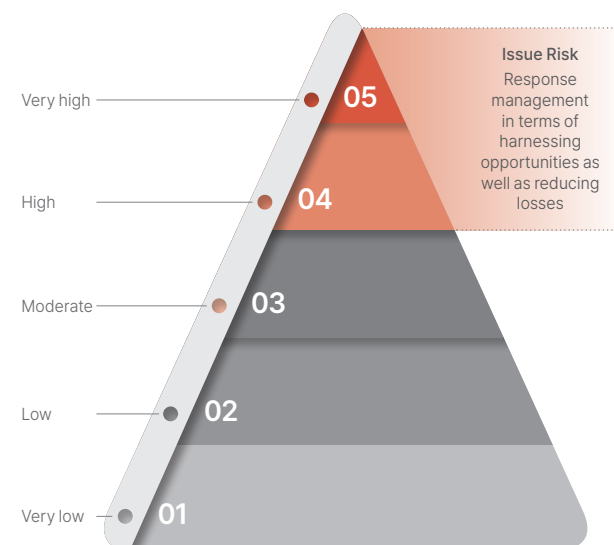 Issue Risk
Response
management
in terms of
harnessing
opportunities as
well as reducing
losses
Very high
05
High
04
Moderate
03
Low
02
Very low
01